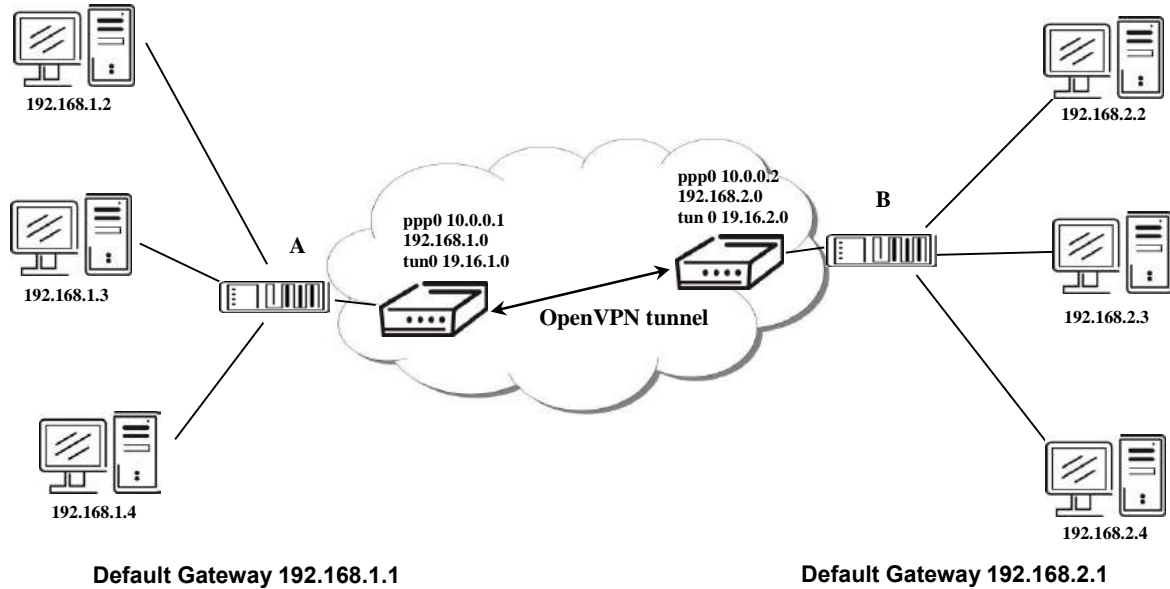 192.168.1.2
192.168.1.3
192.168.1.4
A
ppp0 10.0.0.1
192.168.1.0
tun0 19.16.1.0
OpenVPN tunnel
ppp0 10.0.0.2
192.168.2.0
tun 0 19.16.2.0
B
192.168.2.2
192.168.2.3
192.168.2.4
Default Gateway 192.168.1.1
Default Gateway 192.168.2.1